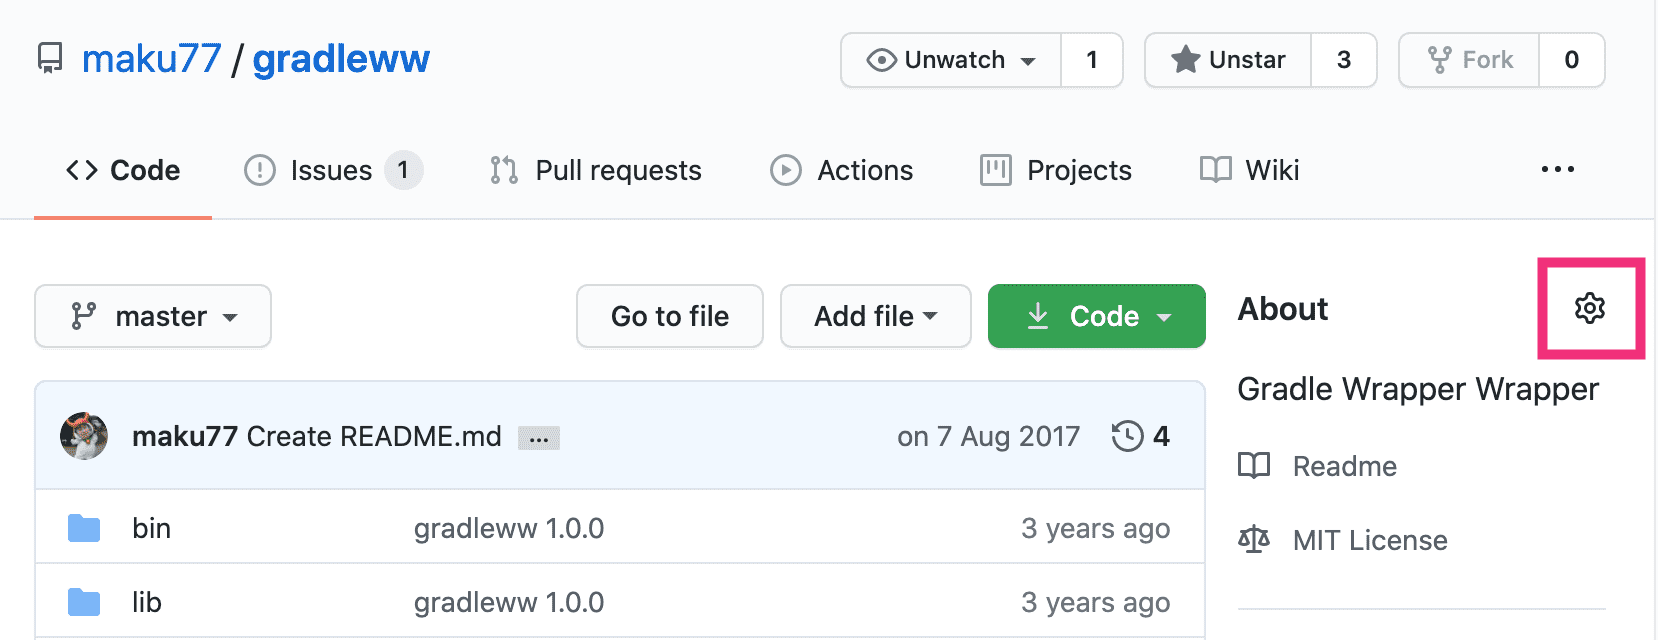 maku77 / gradleww
Unwatch 1
Unstar 3
Fork 0
<> Code
Issues 1
Pull requests
Actions
Projects
Wiki
...
master
Go to file
Add file
Code
About
Gradle Wrapper Wrapper
maku77 Create README.md ... on 7 Aug 2017 4
Readme
bin gradleww 1.0.0 3 years ago
MIT License
lib gradleww 1.0.0 3 years ago